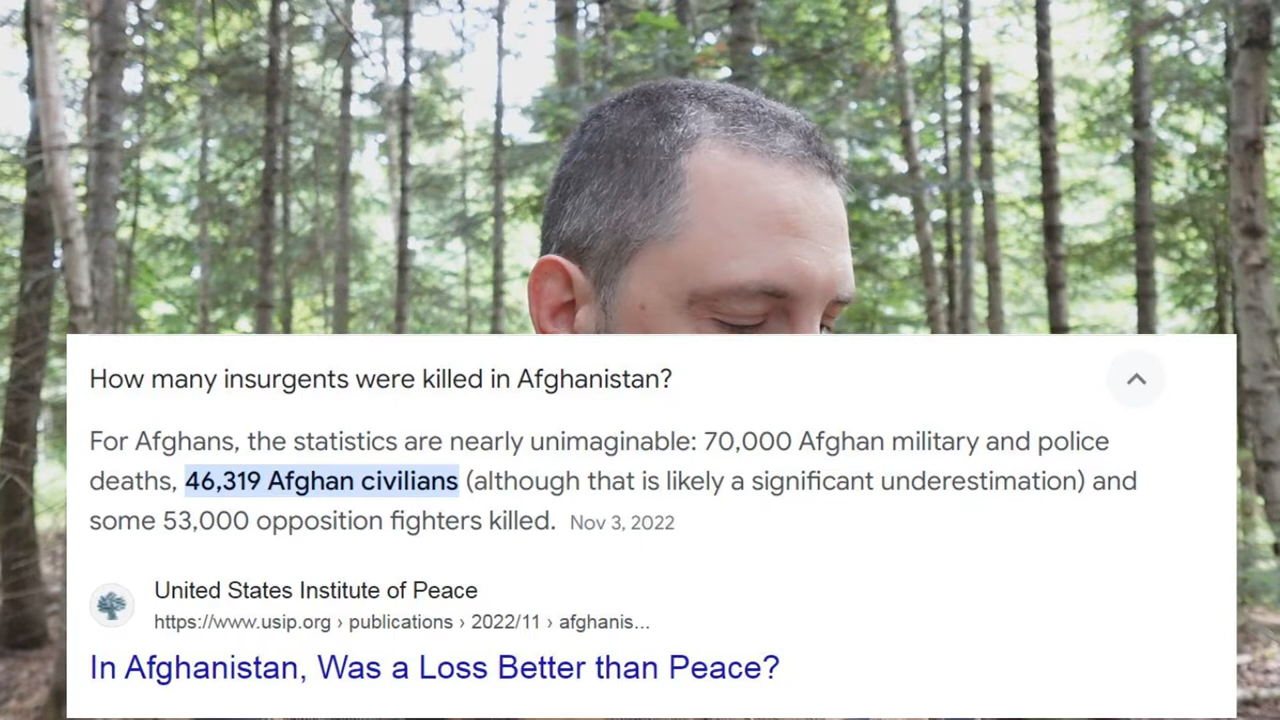 How many insurgents were killed in Afghanistan?
For Afghans, the statistics are nearly unimaginable: 70,000 Afghan military and police
deaths, 46,319 Afghan civilians (although that is likely a significant underestimation) and
some 53,000 opposition fighters killed. Nov 3, 2022
United States Institute of Peace
https://www.usip.org › publications › 2022/11 › afghanis...
In Afghanistan, Was a Loss Better than Peace?